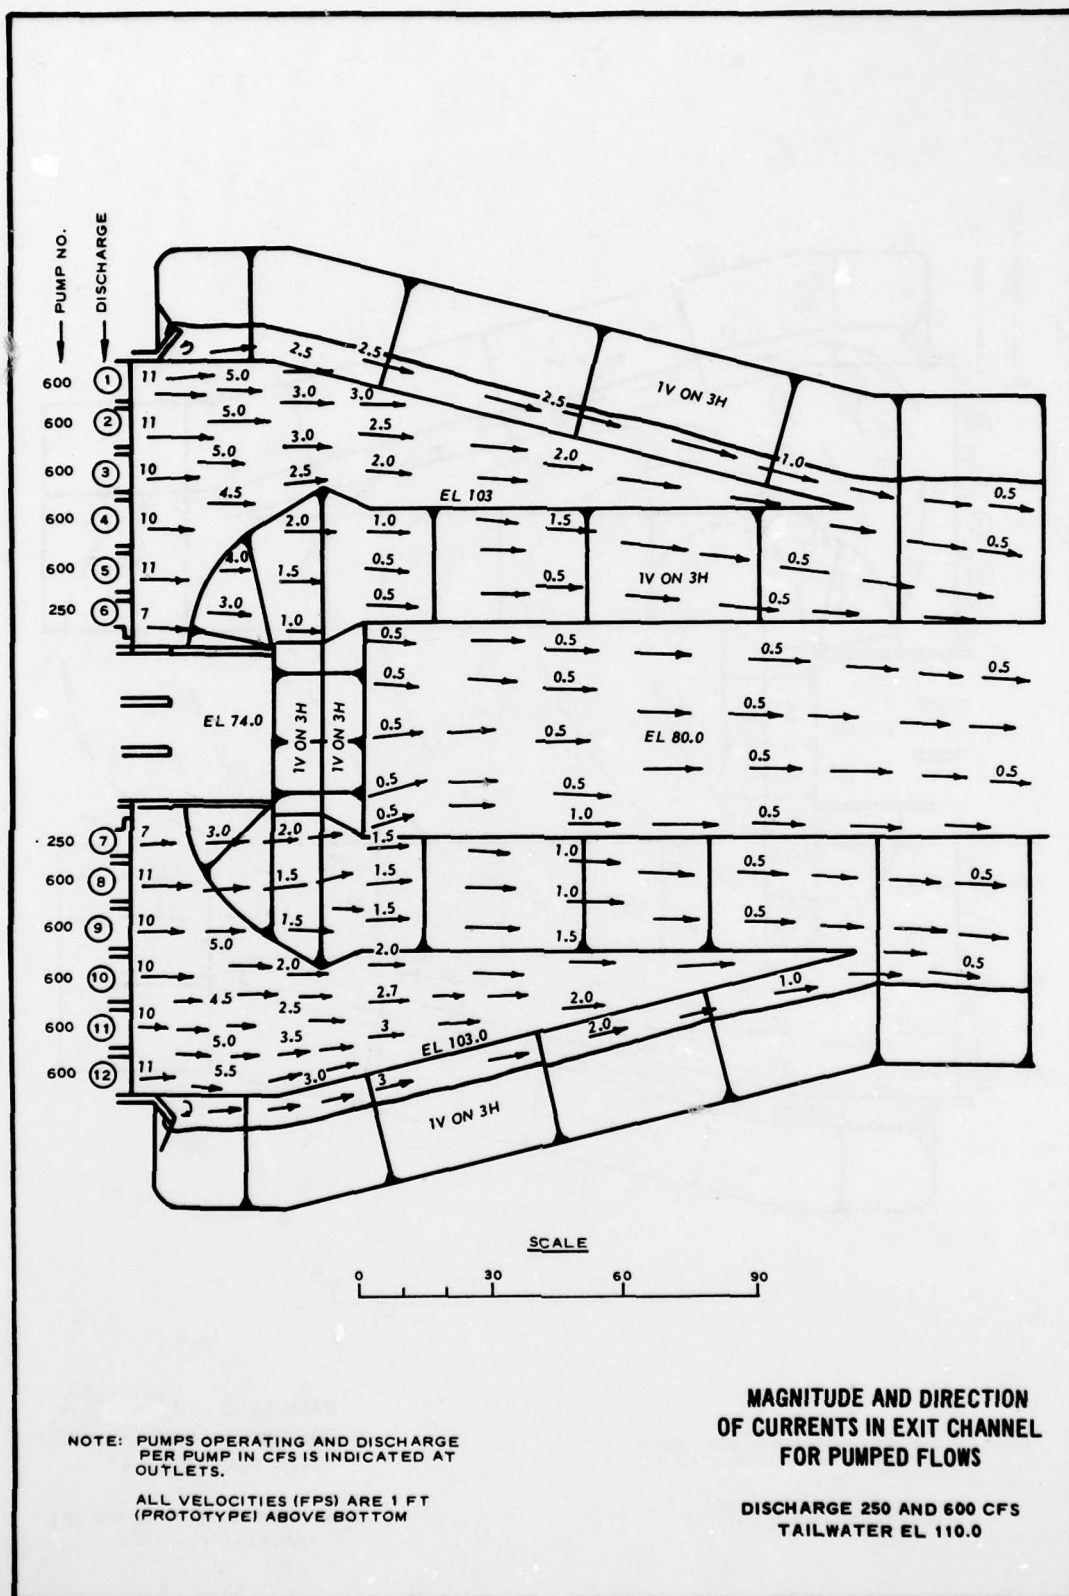 PUMP NO.
DISCHARGE
600 1 11 5.0 2.5 2.5
3.0 3.0 2.5 1V ON 3H
600 2 11 5.0 3.0 2.5
600 3 10 5.0 2.5 2.0 2.0 1.0
4.5 EL 103 0.5
600 4 10 2.0 1.0 1.5 0.5
600 5 11 4.0 1.5 0.5 0.5 1V ON 3H 0.5
250 6 7 3.0 1.0 0.5 0.5
0.5 0.5 0.5 0.5
0.5 0.5
EL 74.0 1V ON 3H 1V ON 3H 0.5 0.5 0.5 EL 80.0
0.5 0.5 0.5 0.5
0.5 1.0 0.5
250 7 7 3.0 2.0 1.5 1.0 0.5
600 8 11 1.5 1.5 1.0 0.5
600 9 10 1.5 1.5 0.5
5.0 2.0 1.5
600 10 10 2.0 0.5
4.5 2.5 2.7 2.0 1.0
600 11 10 5.0 3.5 3 EL 103.0 2.0
600 12 11 5.5 3.0 3
1V ON 3H
SCALE
0 30 60 90
NOTE: PUMPS OPERATING AND DISCHARGE
PER PUMP IN CFS IS INDICATED AT
OUTLETS.
ALL VELOCITIES (FPS) ARE 1 FT
(PROTOTYPE) ABOVE BOTTOM
MAGNITUDE AND DIRECTION
OF CURRENTS IN EXIT CHANNEL
FOR PUMPED FLOWS
DISCHARGE 250 AND 600 CFS
TAILWATER EL 110.0